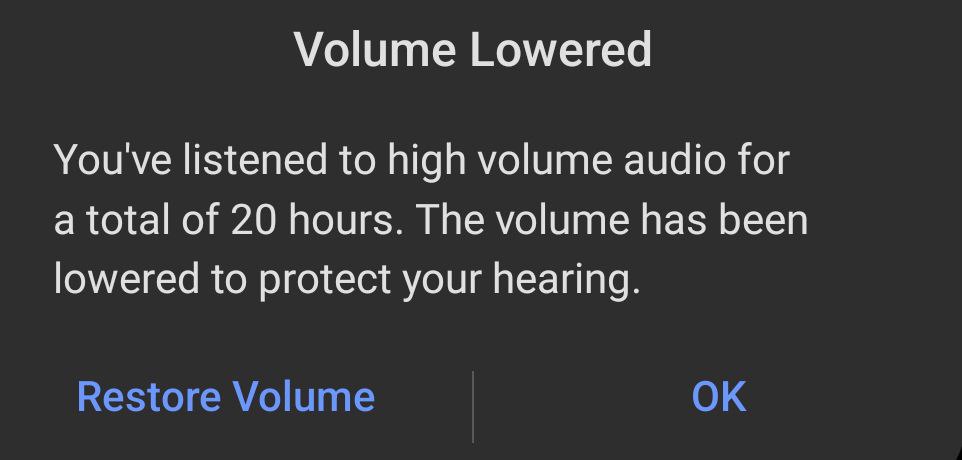 Volume Lowered
You've listened to high volume audio for
a total of 20 hours. The volume has been
lowered to protect your hearing.
Restore Volume
OK